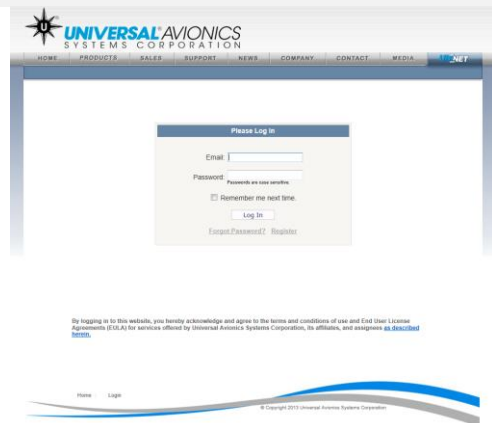 UNIVERSAL AVIONICS
SYSTEMS CORPORATION
HOME PRODUCTS SALES SUPPORT NEWS COMPANY CONTACT MEDIA UNI_NET
Please Log In
Email:
Password:
Passwords are case sensitive.
Remember me next time.
Log In
Forgot Password? Register
By logging in to this website, you hereby acknowledge and agree to the terms and conditions of use and End User License
Agreements (EULA) for services offered by Universal Avionics Systems Corporation, its affiliates, and assignees as described
herein.
Home Login
© Copyright 2013 Universal Avionics Systems Corporation